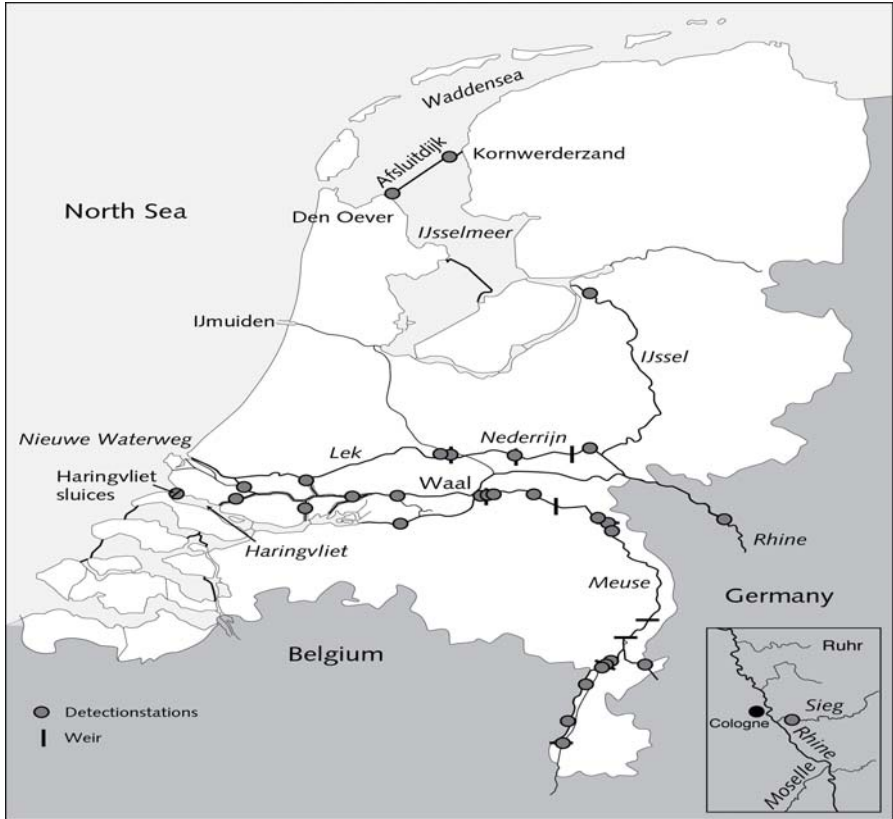 Waddensea
Afsluitdijk
Kornwerderzand
North Sea
Den Oever
IJsselmeer
IJmuiden
IJssel
Nieuwe Waterweg
Lek
Nederrijn
Haringvliet
sluices
Waal
Haringvliet
Rhine
Meuse
Germany
Belgium
Detectionstations
Weir
Ruhr
Sieg
Cologne
Rhine
Moselle